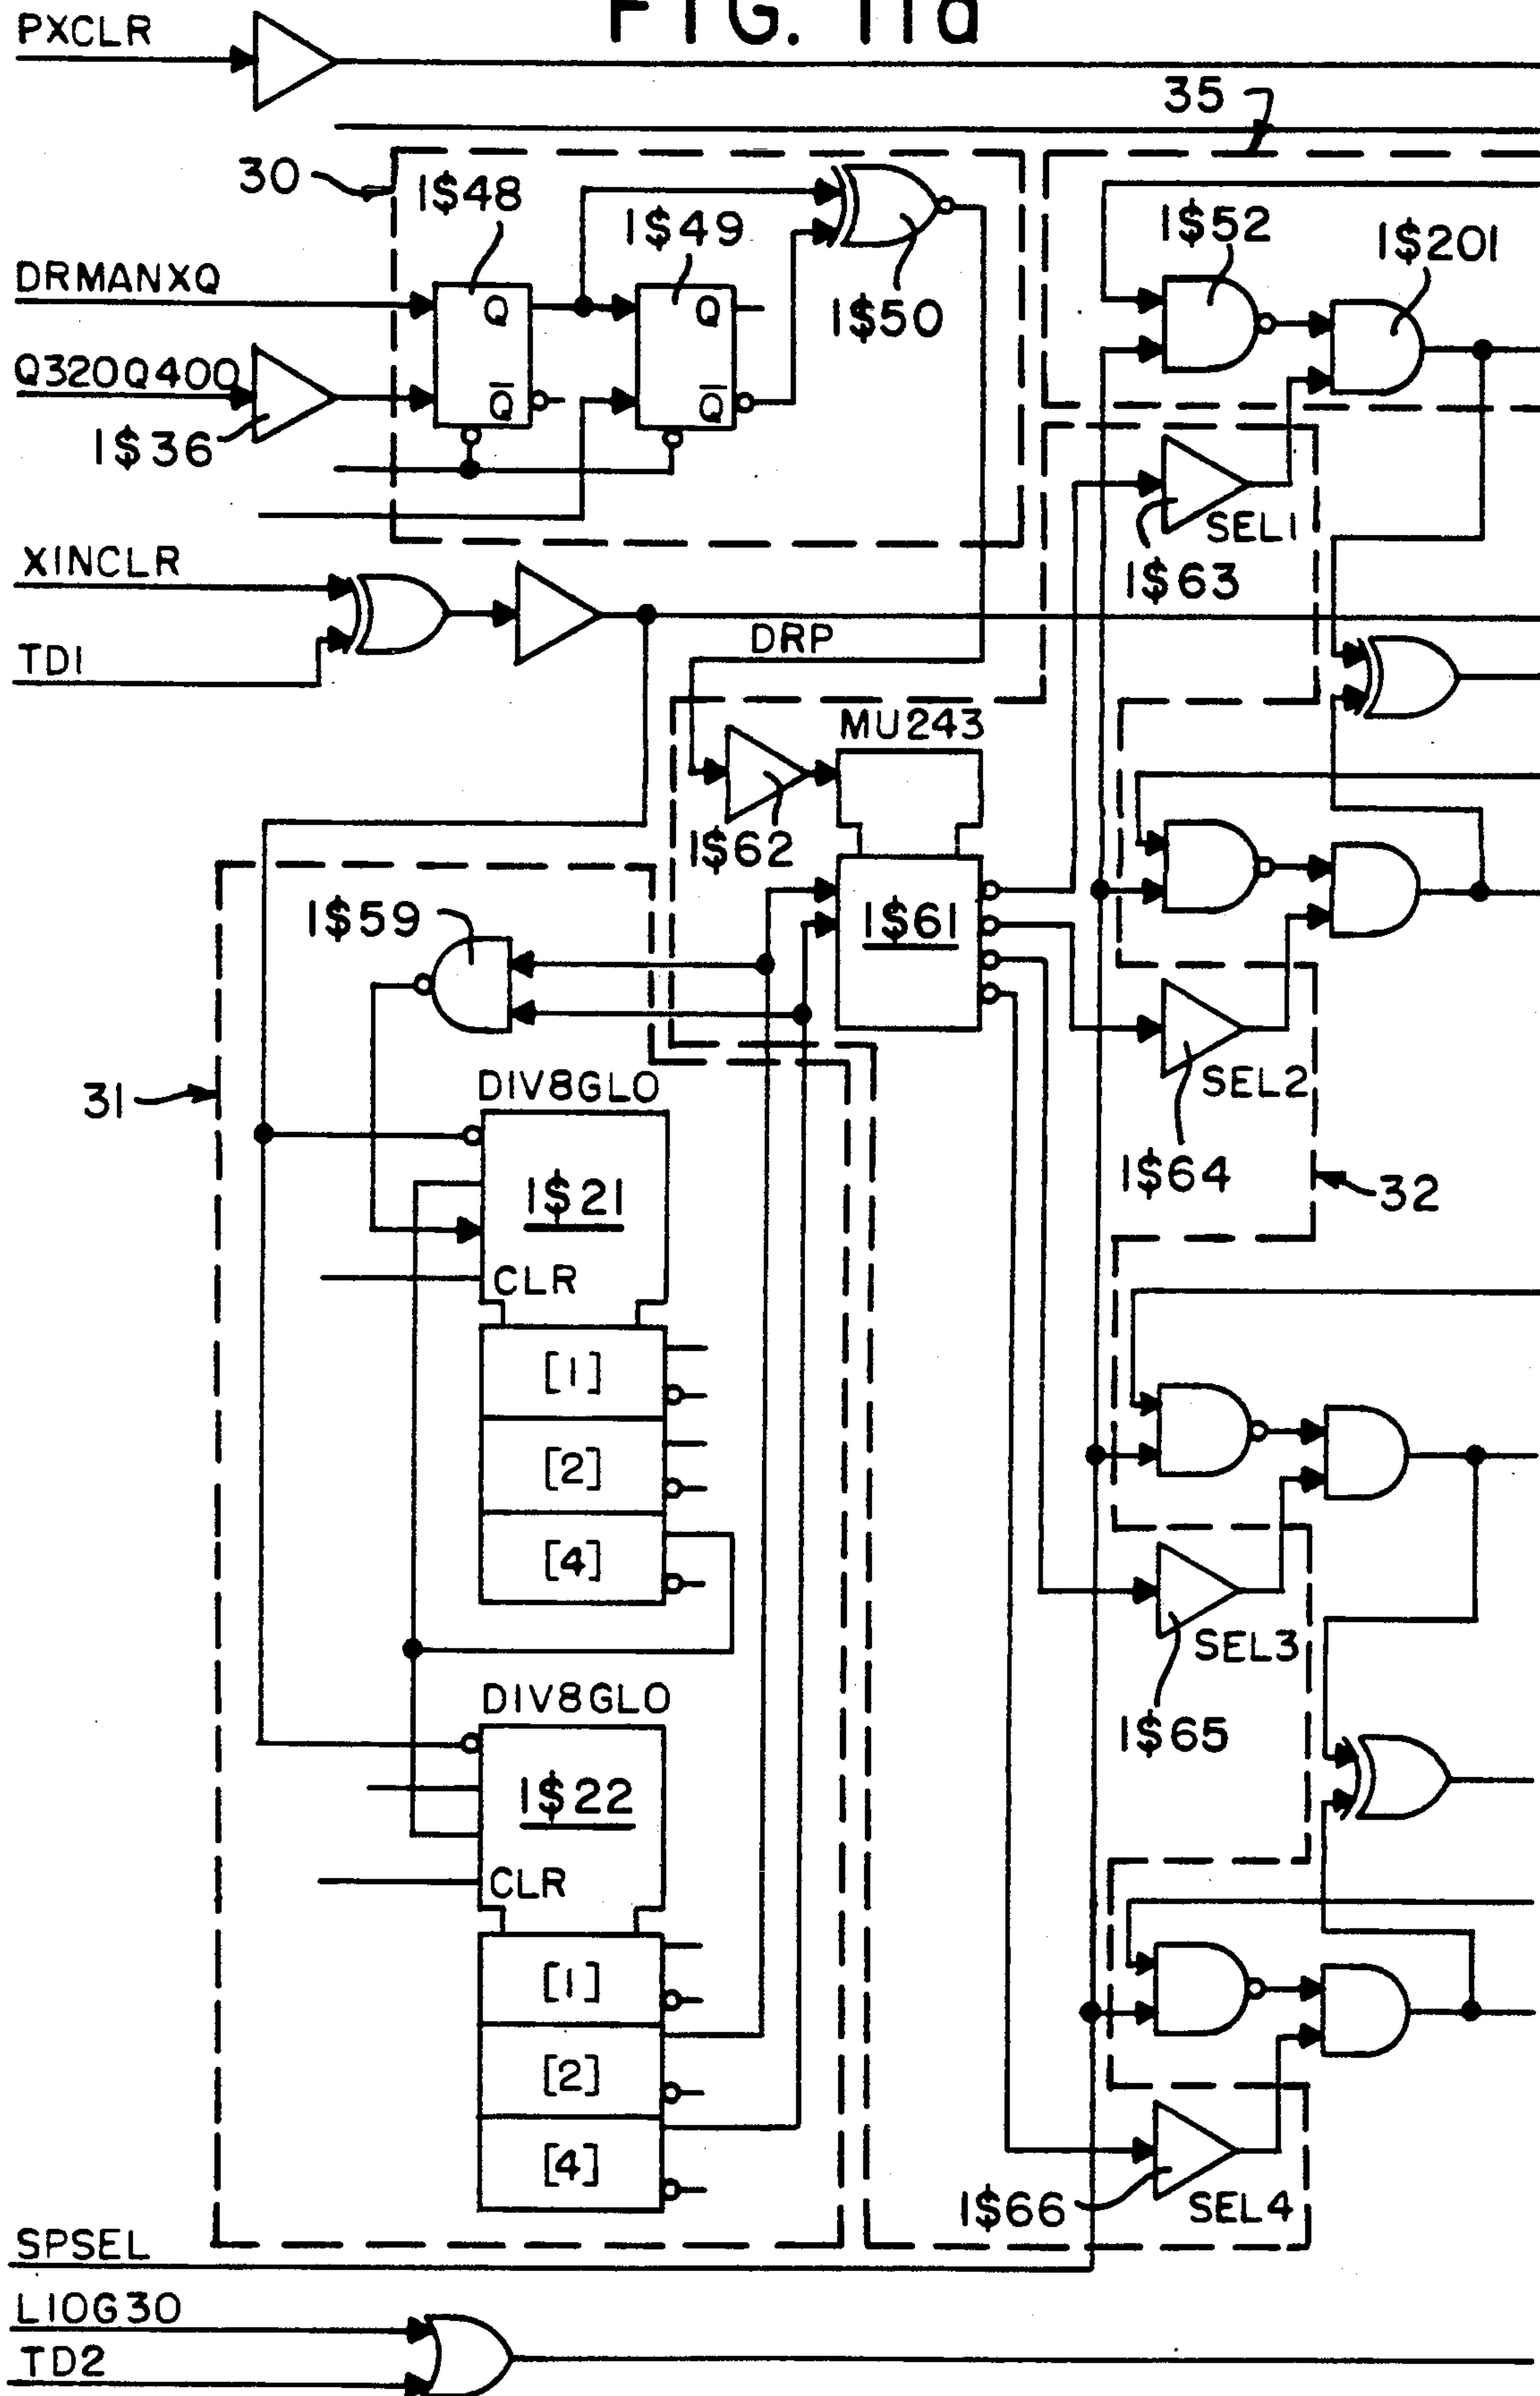 FIG. 11a
PXCLR
35
30
1$48
1$49
1$52
1$201
DRMANXQ
Q
Q
1$50
Q320Q400
Q̅
Q̅
1$36
SEL1
XINCLR
1$63
DRP
TD1
MU243
1$62
1$59
1$61
DIV8GLO
SEL2
31
1$64
1$21
32
CLR
[1]
[2]
[4]
SEL3
DIV8GLO
1$65
1$22
CLR
[1]
[2]
[4]
1$66
SEL4
SPSEL
L10G30
TD2